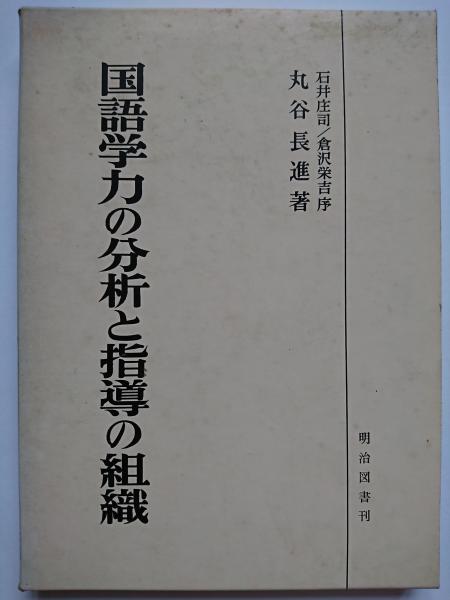 石井庄司/倉沢栄吉序
丸谷長進著
国語学力の分析と指導の組織
明治図書刊